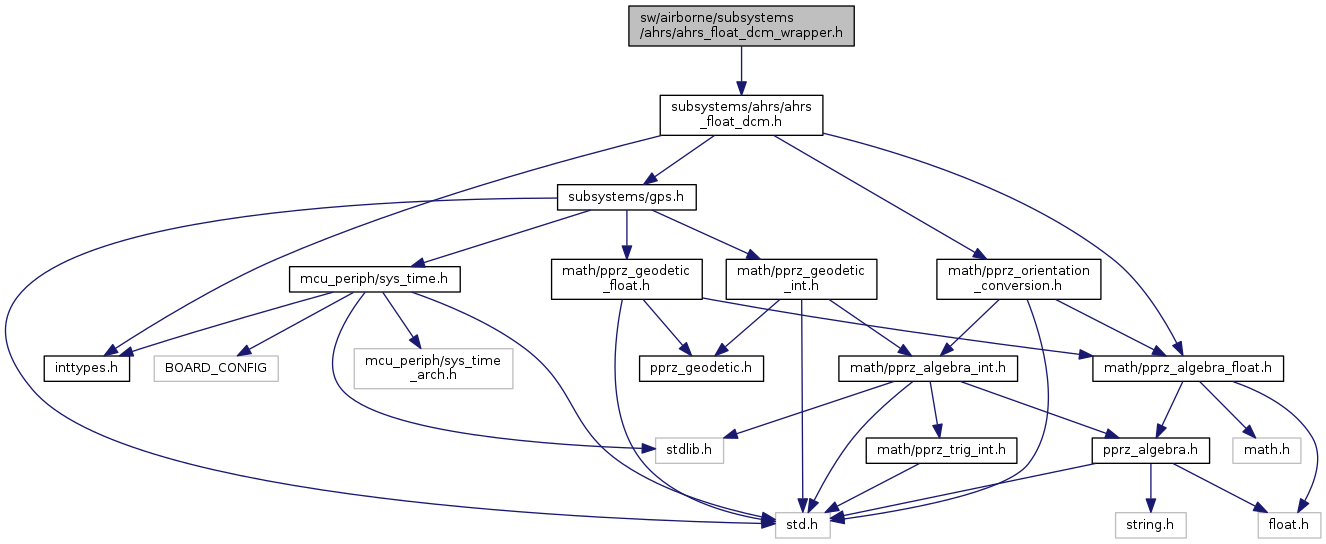 sw/airborne/subsystems
/ahrs/ahrs_float_dcm_wrapper.h
subsystems/ahrs/ahrs
_float_dcm.h
subsystems/gps.h
mcu_periph/sys_time.h
math/pprz_geodetic
_float.h
math/pprz_geodetic
_int.h
math/pprz_orientation
_conversion.h
inttypes.h
BOARD_CONFIG
mcu_periph/sys_time
_arch.h
pprz_geodetic.h
math/pprz_algebra_int.h
math/pprz_algebra_float.h
stdlib.h
math/pprz_trig_int.h
pprz_algebra.h
math.h
std.h
string.h
float.h